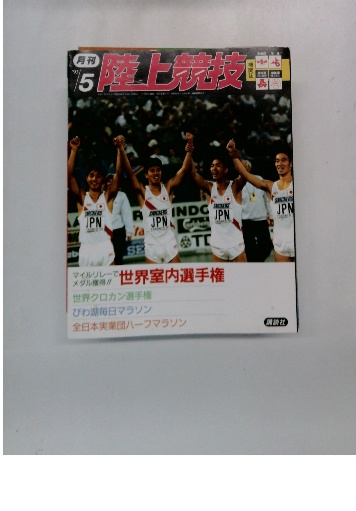 月刊
5
陸上競技
JPN
JPN
JPN
JPN
マイルリレーで
メダル獲得!!
世界室内選手権
世界クロカン選手権
びわ湖毎日マラソン
全日本実業団ハーフマラソン
講談社